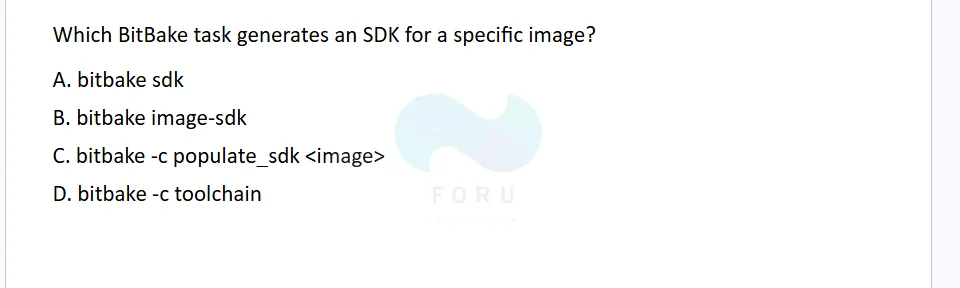 Which BitBake task generates an SDK for a specific image?
A. bitbake sdk
B. bitbake image-sdk
C. bitbake -c populate_sdk <image>
D. bitbake -c toolchain
FORU